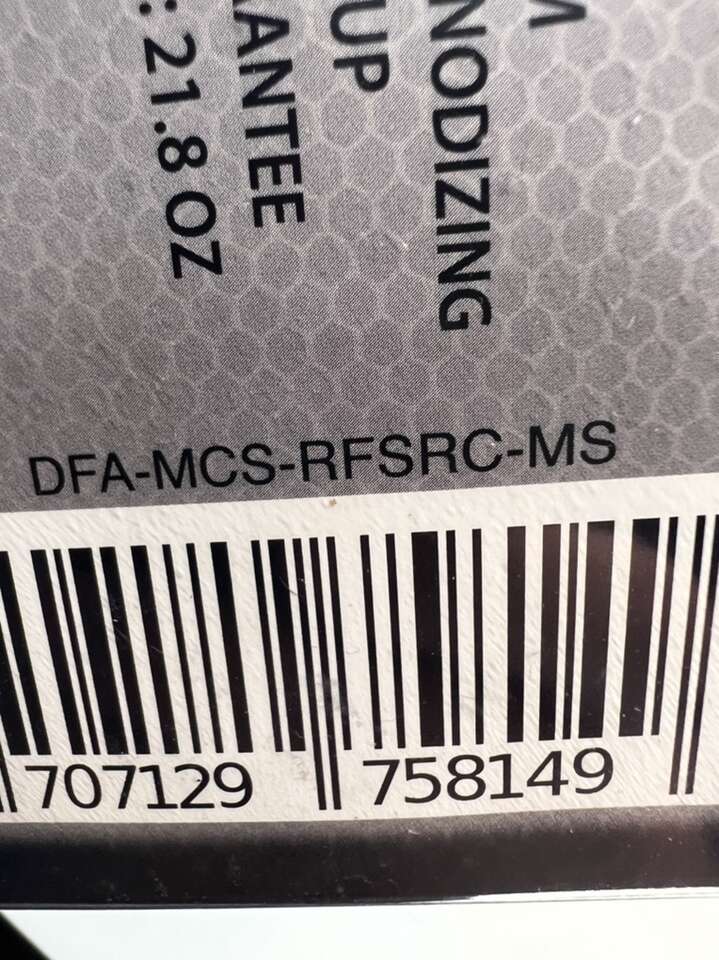 NODIZING
UP
ANTEE
: 21.8 OZ
DFA-MCS-RFSRC-MS
707129 758149